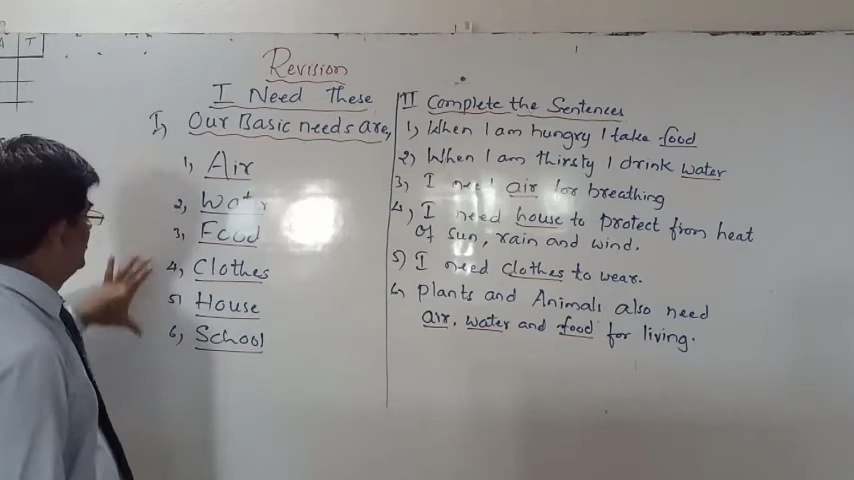 A T
Revision
I Need These
I, Our Basic needs are,
1, Air
2, Water
3, Food
4, Clothes
5) House
6, School
II Complete the Sentences
1, When I am hungry I take food
2) When I am thirsty I drink water
3, I need air for breathing
4, I need house to protect from heat
of sun, rain and wind.
5) I need clothes to wear.
6, Plants and Animals also need
air, water and food for living.